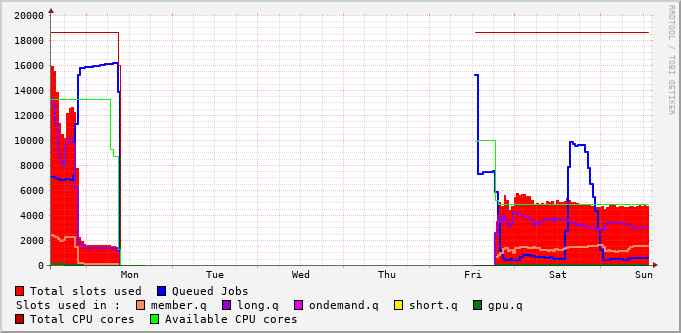 20000
18000
16000
14000
12000
10000
8000
6000
4000
2000
0
Mon Tue Wed Thu Fri Sat Sun
RRDTOOL / TOBI OETIKER
Total slots used Queued Jobs
Slots used in : member.q long.q ondemand.q short.q gpu.q
Total CPU cores Available CPU cores